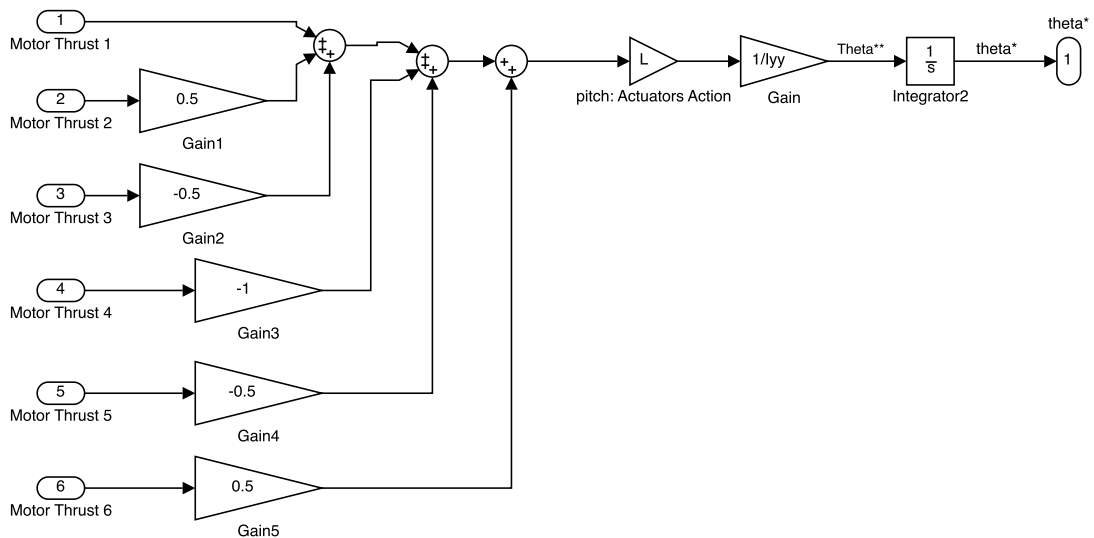 1
Motor Thrust 1
2
Motor Thrust 2
0.5
Gain1
3
Motor Thrust 3
-0.5
Gain2
4
Motor Thrust 4
-1
Gain3
5
Motor Thrust 5
-0.5
Gain4
6
Motor Thrust 6
0.5
Gain5
+
+
+
+
+
+
+
+
L
pitch: Actuators Action
1/Iyy
Gain
Theta**
1
s
Integrator2
theta*
theta*
1